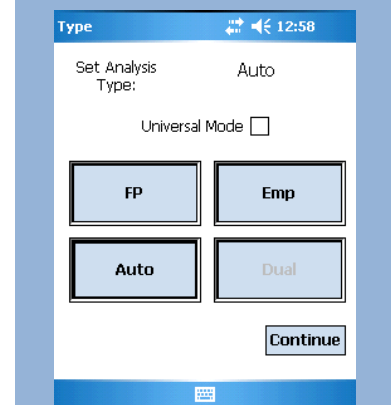 Type 12:58
Set Analysis Type: Auto
Universal Mode
FP Emp
Auto Dual
Continue